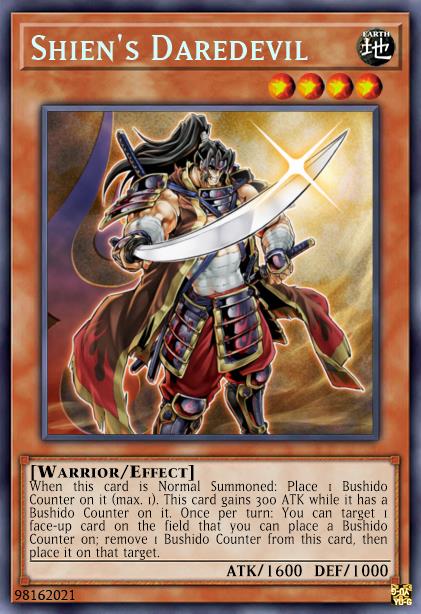 Shien's Daredevil
EARTH
地
[Warrior/Effect]
When this card is Normal Summoned: Place 1 Bushido
Counter on it (max. 1). This card gains 300 ATK while it has a
Bushido Counter on it. Once per turn: You can target 1
face-up card on the field that you can place a Bushido
Counter on; remove 1 Bushido Counter from this card, then
place it on that target.
ATK/1600 DEF/1000
98162021